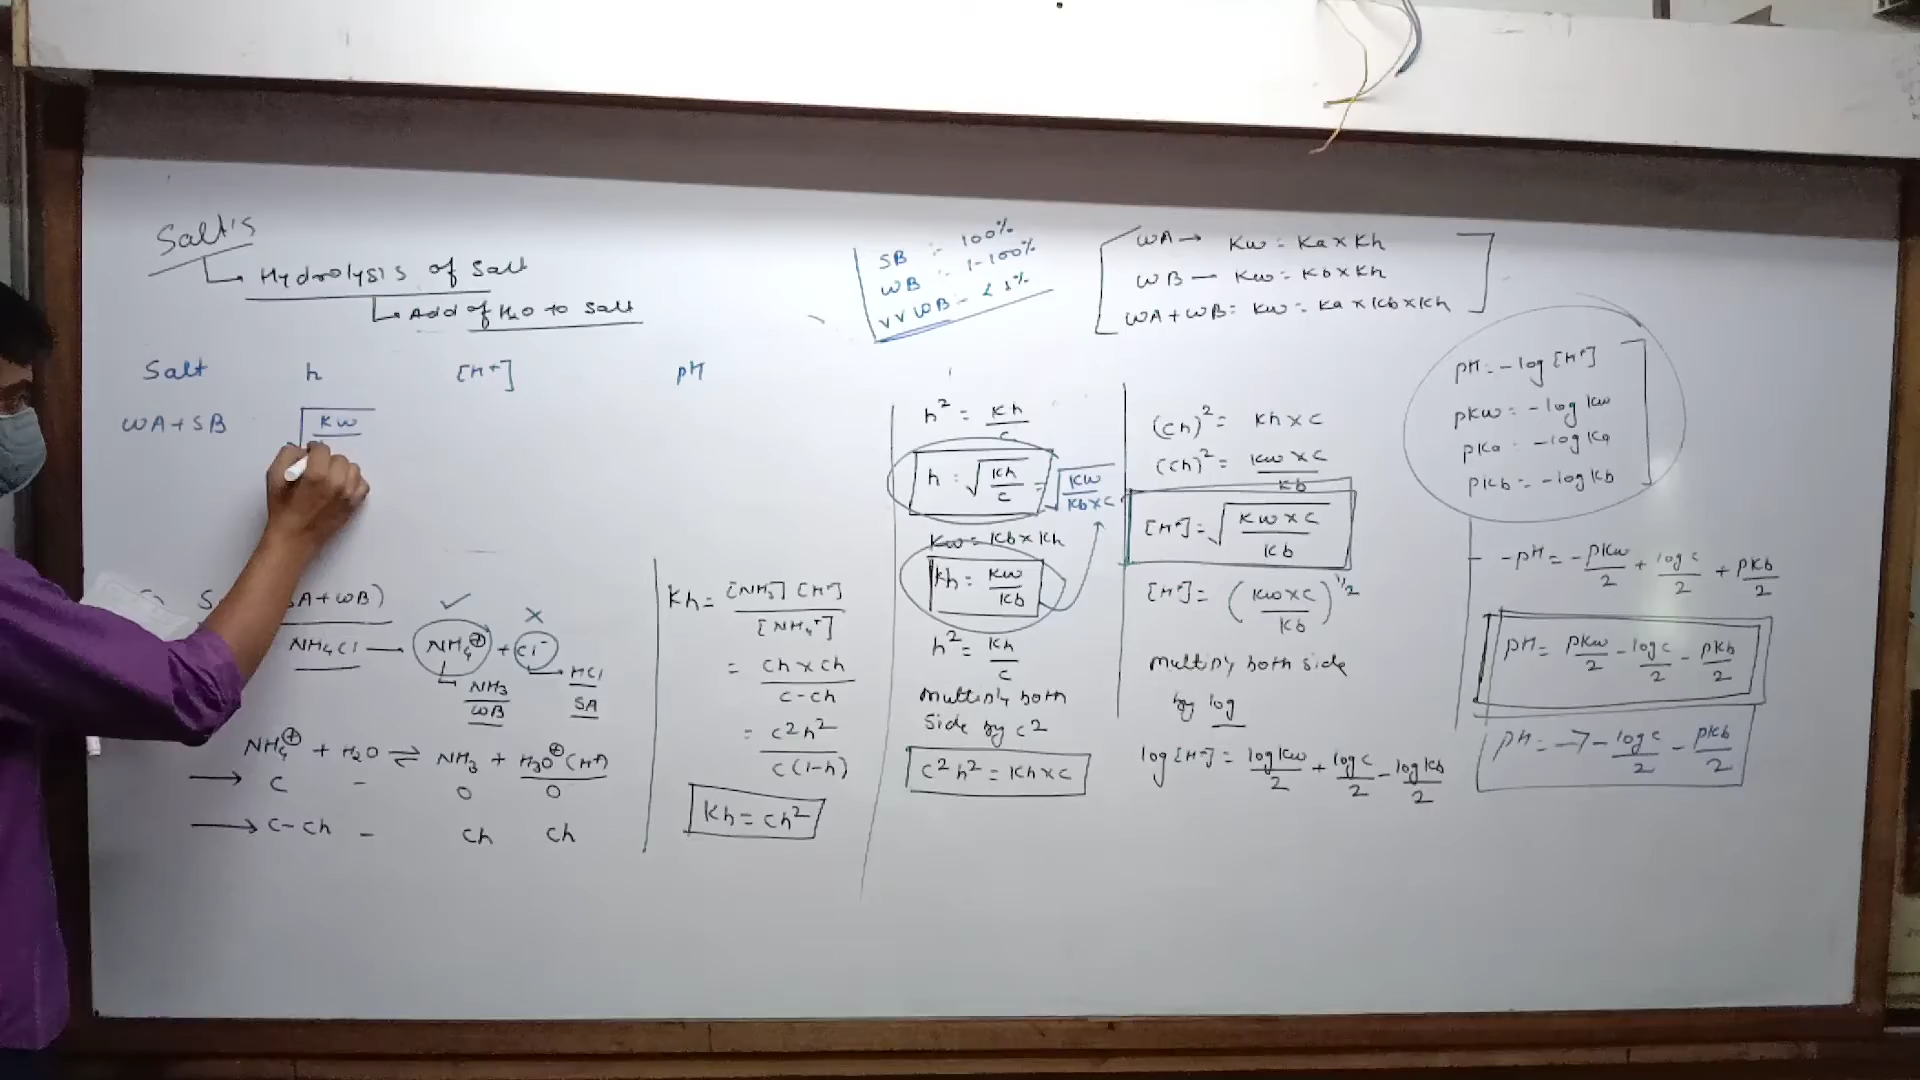 Salt's
Hydrolysis of Salt
Add of H2O to Salt
Salt h [H+] pH
WA+SB √ Kw
SB :- 100%
WB :- 1-100%
VVWB:- <1%
WA → Kw = Ka x Kh
WB — Kw = Kb x Kh
WA + WB = Kw = Ka x Kb x Kh
pH = -log[H+]
pKw = -log Kw
pKa = -log Ka
pKb = -log Kb
A+WB)
✓ ×
NH4Cl — NH4⊕ + Cl-
NH3
WB
HCl
SA
NH4⊕ + H2O ⇌ NH3 + H3O⊕(H+)
→ C - 0 0
→ C-Ch - Ch Ch
Kh = [NH3] [H+] / [NH4+]
= Ch x Ch / C-Ch
= C2h2 / C(1-h)
Kh = Ch2
h2 = Kh / C
h = √Kh/C = √Kw/Kb x C
Kw = Kb x Kh
Kh = Kw / Kb
h2 = Kh / C
multiply both
side by c2
C2h2 = Kh x C
(Ch)2 = Kh x C
(Ch)2 = Kw x C / Kb
[H+] = √Kw x C / Kb
[H+] = (Kw x C / Kb)1/2
multiply both side
by log
log[H+] = log Kw / 2 + log C / 2 - log Kb / 2
-pH = -pKw / 2 + log C / 2 + pKb / 2
pH = pKw / 2 - log C / 2 - pKb / 2
pH = → 7 - log C / 2 - pKb / 2